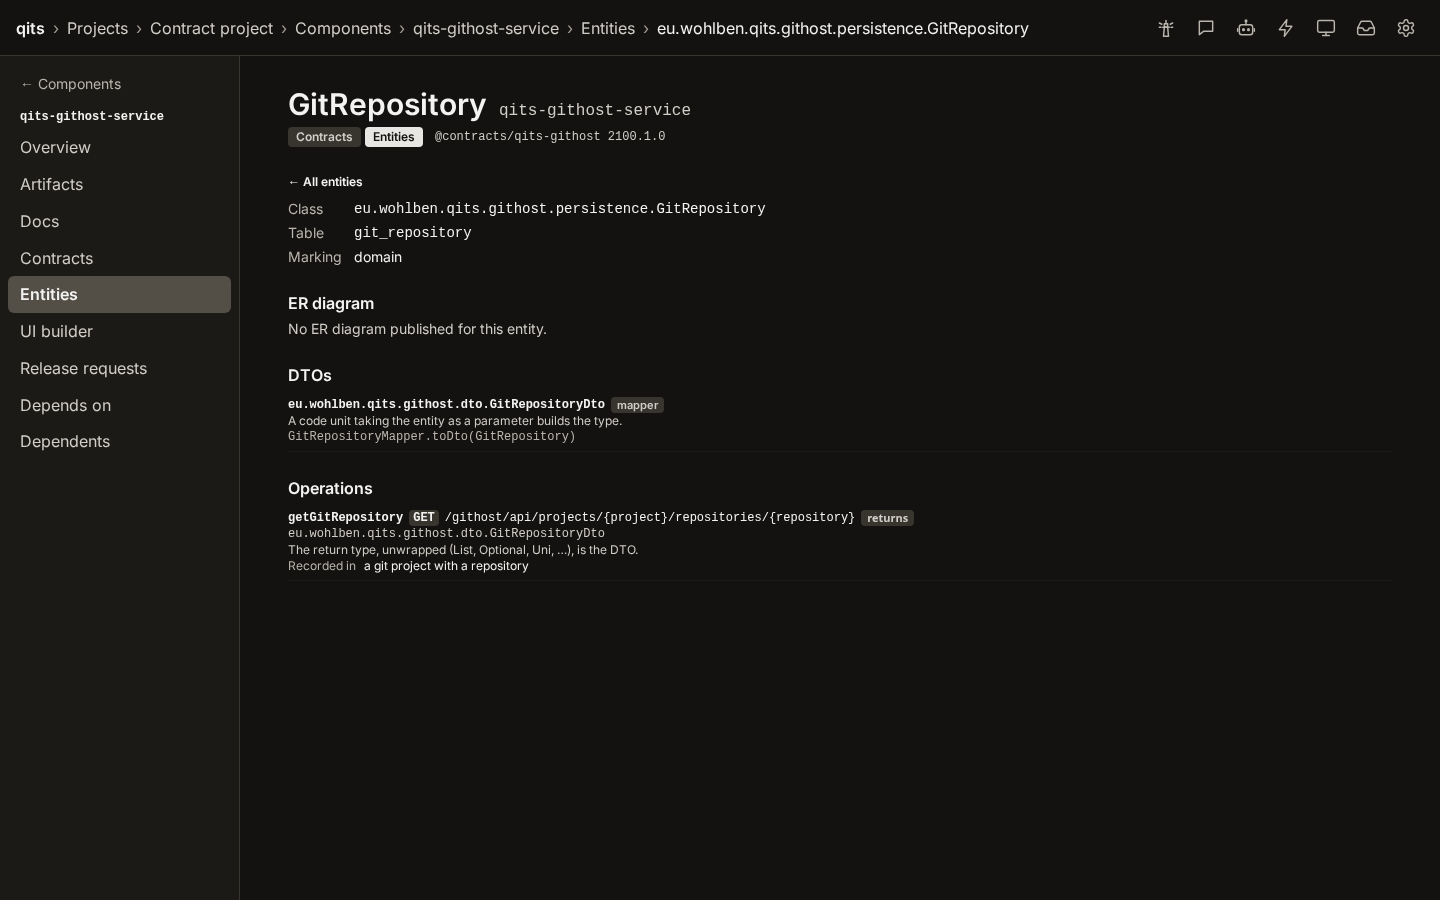 qits › Projects › Contract project › Components › qits-githost-service › Entities › eu.wohlben.qits.githost.persistence.GitRepository
← Components
qits-githost-service
Overview
Artifacts
Docs
Contracts
Entities
UI builder
Release requests
Depends on
Dependents
GitRepository qits-githost-service
Contracts Entities @contracts/qits-githost 2100.1.0
← All entities
Class eu.wohlben.qits.githost.persistence.GitRepository
Table git_repository
Marking domain
ER diagram
No ER diagram published for this entity.
DTOs
eu.wohlben.qits.githost.dto.GitRepositoryDto mapper
A code unit taking the entity as a parameter builds the type.
GitRepositoryMapper.toDto(GitRepository)
Operations
getGitRepository GET /githost/api/projects/{project}/repositories/{repository} returns
eu.wohlben.qits.githost.dto.GitRepositoryDto
The return type, unwrapped (List, Optional, Uni, …), is the DTO.
Recorded in a git project with a repository